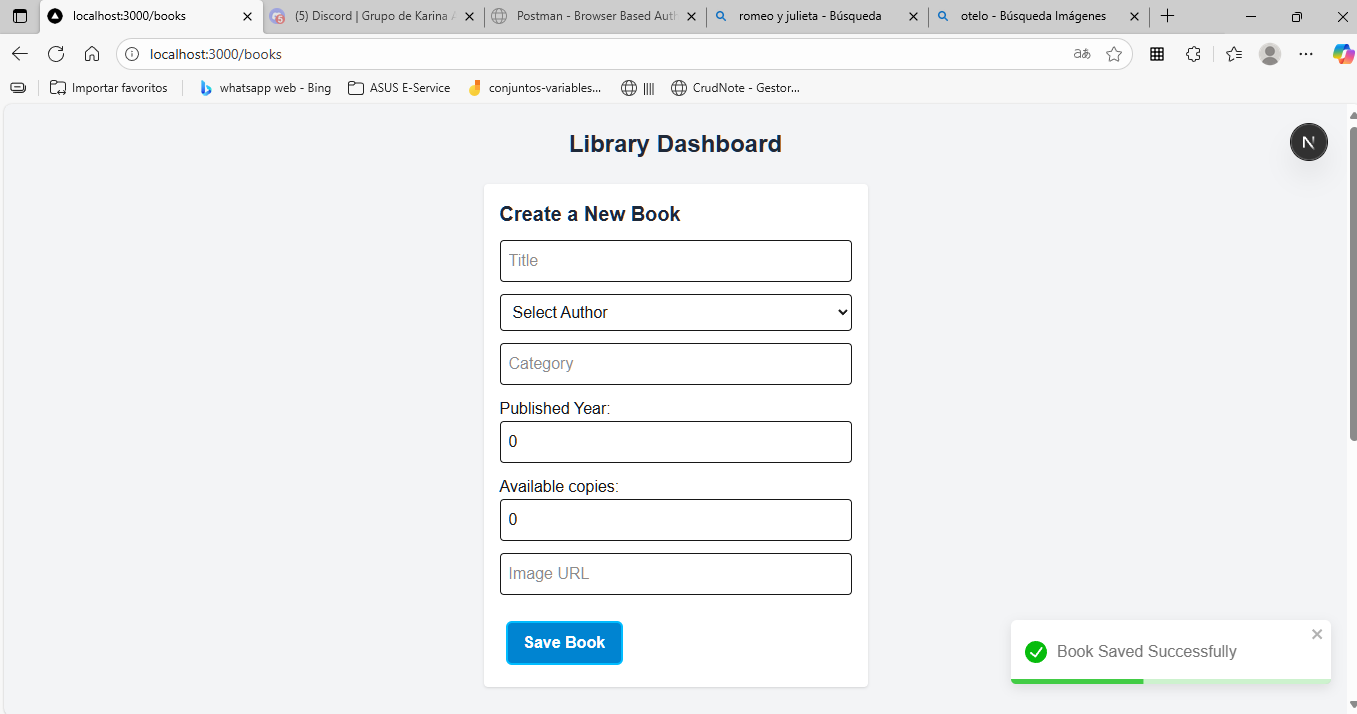 localhost:3000/books
(5) Discord | Grupo de Karina
Postman - Browser Based Auth
romeo y julieta - Búsqueda
otelo - Búsqueda Imágenes
localhost:3000/books
aあ
Importar favoritos
whatsapp web - Bing
ASUS E-Service
conjuntos-variables...
||||
CrudNote - Gestor...
Library Dashboard
N
Create a New Book
Title
Select Author
Category
Published Year:
0
Available copies:
0
Image URL
Save Book
Book Saved Successfully